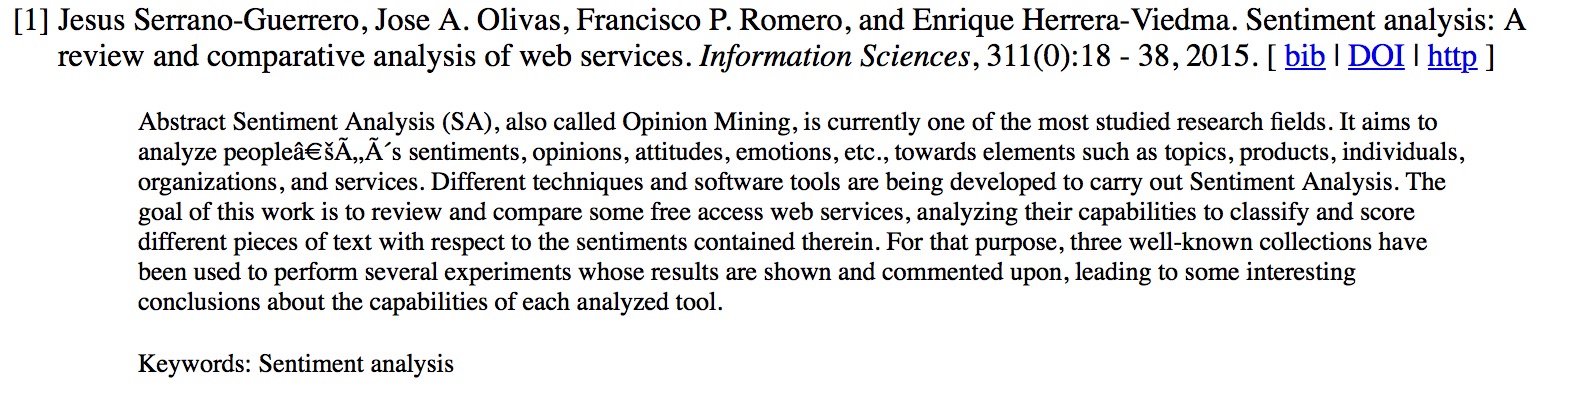 [1] Jesus Serrano-Guerrero, Jose A. Olivas, Francisco P. Romero, and Enrique Herrera-Viedma. Sentiment analysis: A
review and comparative analysis of web services. Information Sciences, 311(0):18 - 38, 2015. [ bib | DOI | http ]
Abstract Sentiment Analysis (SA), also called Opinion Mining, is currently one of the most studied research fields. It aims to
analyze peopleâ€šÃ„Ã´s sentiments, opinions, attitudes, emotions, etc., towards elements such as topics, products, individuals,
organizations, and services. Different techniques and software tools are being developed to carry out Sentiment Analysis. The
goal of this work is to review and compare some free access web services, analyzing their capabilities to classify and score
different pieces of text with respect to the sentiments contained therein. For that purpose, three well-known collections have
been used to perform several experiments whose results are shown and commented upon, leading to some interesting
conclusions about the capabilities of each analyzed tool.
Keywords: Sentiment analysis